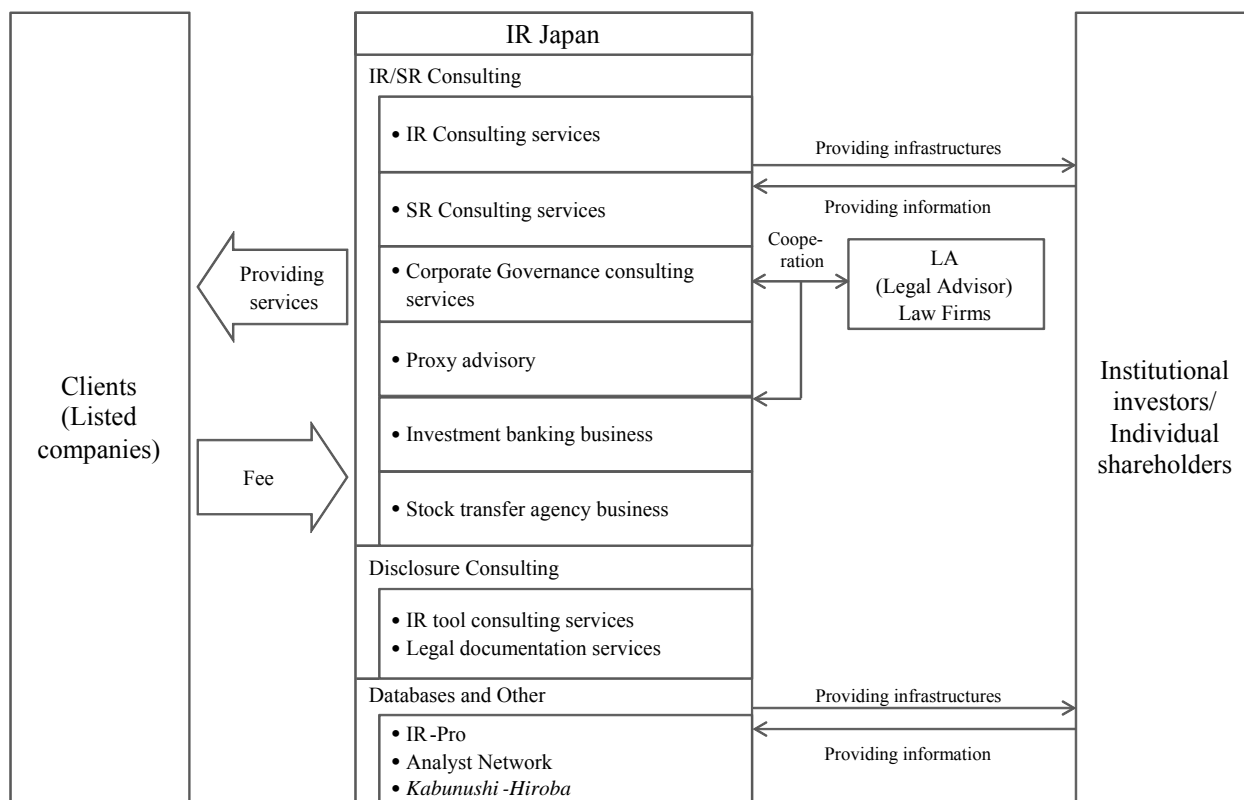 IR Japan
IR/SR Consulting
• IR Consulting services
• SR Consulting services
• Corporate Governance consulting
services
• Proxy advisory
• Investment banking business
• Stock transfer agency business
Disclosure Consulting
• IR tool consulting services
• Legal documentation services
Databases and Other
• IR-Pro
• Analyst Network
• Kabunushi-Hiroba
Clients
(Listed
companies)
Providing
services
Fee
Providing infrastructures
Providing information
Coope-
ration
LA
(Legal Advisor)
Law Firms
Institutional
investors/
Individual
shareholders
Providing infrastructures
Providing information